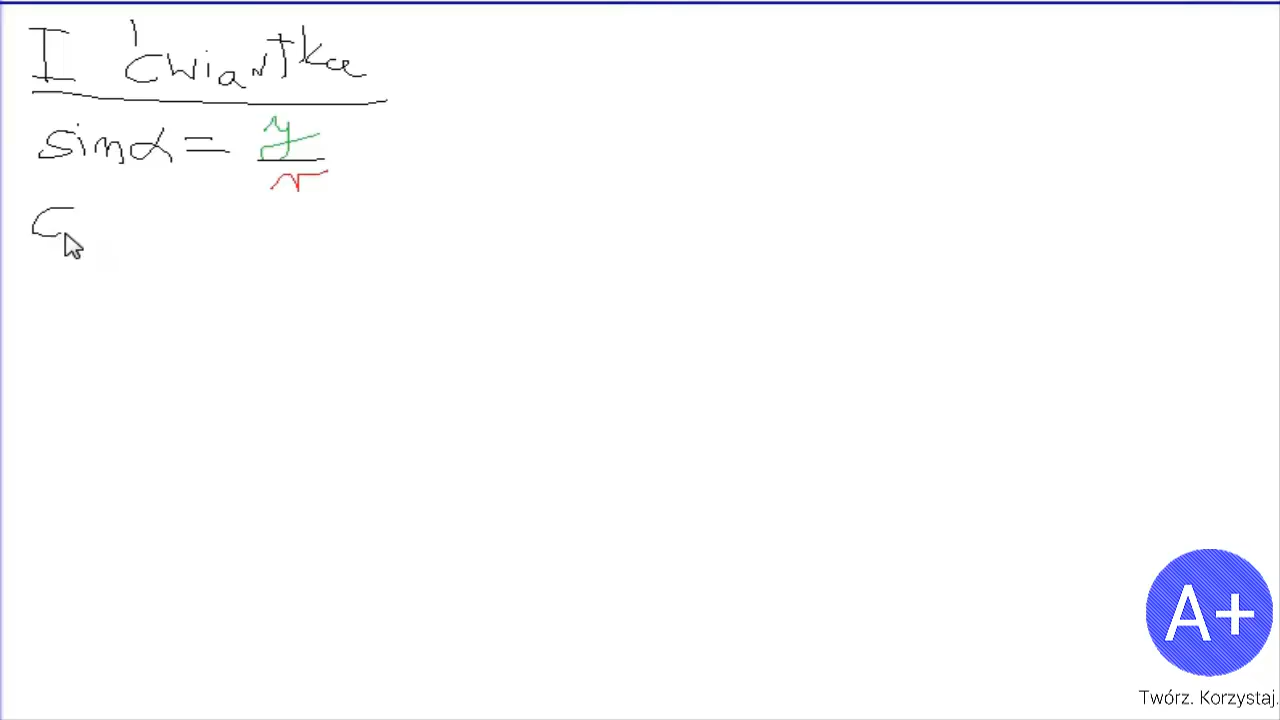 I ćwiartka
sinα = y/r
c
A+
Twórz. Korzystaj.